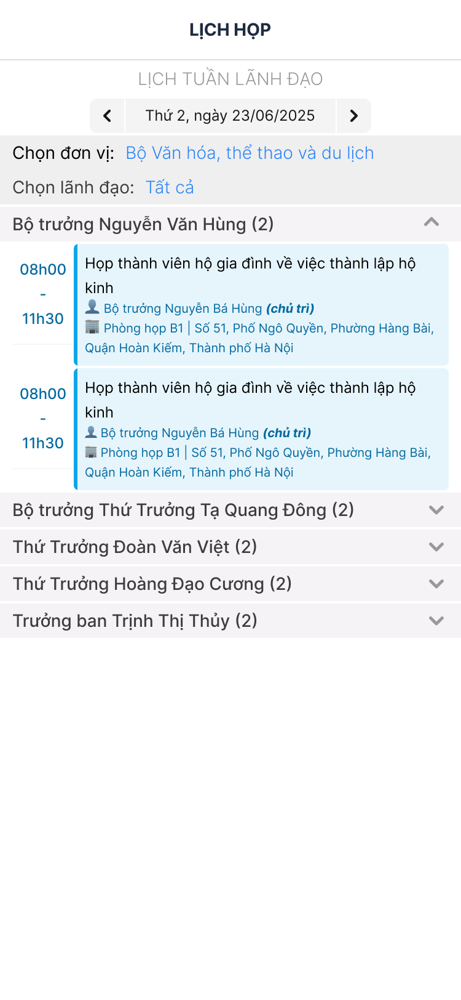 LỊCH HỌP
LỊCH TUẦN LÃNH ĐẠO
Thứ 2, ngày 23/06/2025
Chọn đơn vị: Bộ Văn hóa, thể thao và du lịch
Chọn lãnh đạo: Tất cả
Bộ trưởng Nguyễn Văn Hùng (2)
08h00
-
11h30
Họp thành viên hộ gia đình về việc thành lập hộ
kinh
Bộ trưởng Nguyễn Bá Hùng (chủ trì)
Phòng họp B1 | Số 51, Phố Ngô Quyền, Phường Hàng Bài,
Quận Hoàn Kiếm, Thành phố Hà Nội
08h00
-
11h30
Họp thành viên hộ gia đình về việc thành lập hộ
kinh
Bộ trưởng Nguyễn Bá Hùng (chủ trì)
Phòng họp B1 | Số 51, Phố Ngô Quyền, Phường Hàng Bài,
Quận Hoàn Kiếm, Thành phố Hà Nội
Bộ trưởng Thứ Trưởng Tạ Quang Đông (2)
Thứ Trưởng Đoàn Văn Việt (2)
Thứ Trưởng Hoàng Đạo Cương (2)
Trưởng ban Trịnh Thị Thủy (2)